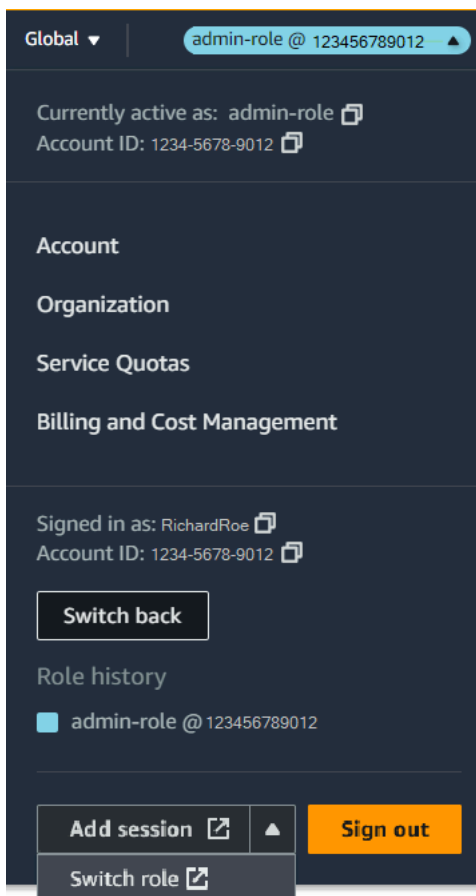 Global admin-role @ 123456789012
Currently active as: admin-role
Account ID: 1234-5678-9012
Account
Organization
Service Quotas
Billing and Cost Management
Signed in as: RichardRoe
Account ID: 1234-5678-9012
Switch back
Role history
admin-role @ 123456789012
Add session Sign out
Switch role